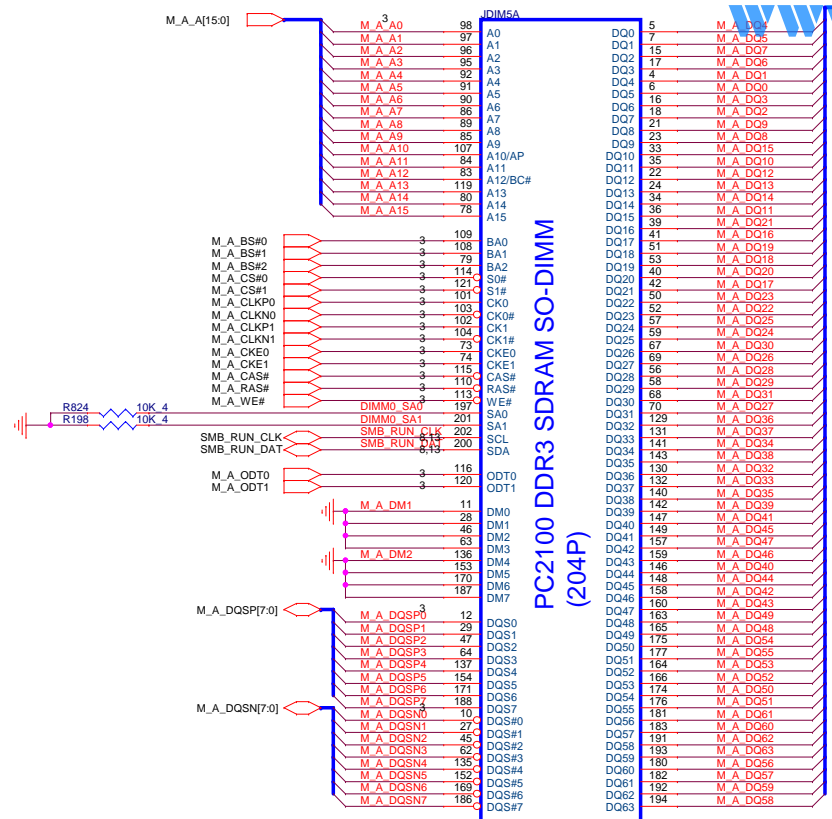 JDIM5A
M_A_A[15:0]
3
M_A_A0 98 A0
M_A_A1 97 A1
M_A_A2 96 A2
M_A_A3 95 A3
M_A_A4 92 A4
M_A_A5 91 A5
M_A_A6 90 A6
M_A_A7 86 A7
M_A_A8 89 A8
M_A_A9 85 A9
M_A_A10 107 A10/AP
M_A_A11 84 A11
M_A_A12 83 A12/BC#
M_A_A13 119 A13
M_A_A14 80 A14
M_A_A15 78 A15
M_A_BS#0 3 109 BA0
M_A_BS#1 3 108 BA1
M_A_BS#2 3 79 BA2
M_A_CS#0 3 114 S0#
M_A_CS#1 3 121 S1#
M_A_CLKP0 3 101 CK0
M_A_CLKN0 3 103 CK0#
M_A_CLKP1 3 102 CK1
M_A_CLKN1 3 104 CK1#
M_A_CKE0 3 73 CKE0
M_A_CKE1 3 74 CKE1
M_A_CAS# 3 115 CAS#
M_A_RAS# 3 110 RAS#
M_A_WE# 3 113 WE#
R824 10K_4 DIMM0_SA0 197 SA0
R198 10K_4 DIMM0_SA1 201 SA1
SMB_RUN_CLK SMB_RUN_CLK 8,13 202 SCL
SMB_RUN_DAT SMB_RUN_DAT 8,13 200 SDA
M_A_ODT0 3 116 ODT0
M_A_ODT1 3 120 ODT1
M_A_DM1 11 DM0
28 DM1
46 DM2
63 DM3
M_A_DM2 136 DM4
153 DM5
170 DM6
187 DM7
M_A_DQSP[7:0] 3
M_A_DQSP0 12 DQS0
M_A_DQSP1 29 DQS1
M_A_DQSP2 47 DQS2
M_A_DQSP3 64 DQS3
M_A_DQSP4 137 DQS4
M_A_DQSP5 154 DQS5
M_A_DQSP6 171 DQS6
M_A_DQSP7 188 DQS7
M_A_DQSN[7:0] 3
M_A_DQSN0 10 DQS#0
M_A_DQSN1 27 DQS#1
M_A_DQSN2 45 DQS#2
M_A_DQSN3 62 DQS#3
M_A_DQSN4 135 DQS#4
M_A_DQSN5 152 DQS#5
M_A_DQSN6 169 DQS#6
M_A_DQSN7 186 DQS#7
PC2100 DDR3 SDRAM SO-DIMM
(204P)
DQ0 5 M_A_DQ4
DQ1 7 M_A_DQ5
DQ2 15 M_A_DQ7
DQ3 17 M_A_DQ6
DQ4 4 M_A_DQ1
DQ5 6 M_A_DQ0
DQ6 16 M_A_DQ3
DQ7 18 M_A_DQ2
DQ8 21 M_A_DQ9
DQ9 23 M_A_DQ8
DQ10 33 M_A_DQ15
DQ11 35 M_A_DQ10
DQ12 22 M_A_DQ12
DQ13 24 M_A_DQ13
DQ14 34 M_A_DQ14
DQ15 36 M_A_DQ11
DQ16 39 M_A_DQ21
DQ17 41 M_A_DQ16
DQ18 51 M_A_DQ19
DQ19 53 M_A_DQ18
DQ20 40 M_A_DQ20
DQ21 42 M_A_DQ17
DQ22 50 M_A_DQ23
DQ23 52 M_A_DQ22
DQ24 57 M_A_DQ25
DQ25 59 M_A_DQ24
DQ26 67 M_A_DQ30
DQ27 69 M_A_DQ26
DQ28 56 M_A_DQ28
DQ29 58 M_A_DQ29
DQ30 68 M_A_DQ31
DQ31 70 M_A_DQ27
DQ32 129 M_A_DQ36
DQ33 131 M_A_DQ37
DQ34 141 M_A_DQ34
DQ35 143 M_A_DQ38
DQ36 130 M_A_DQ32
DQ37 132 M_A_DQ33
DQ38 140 M_A_DQ35
DQ39 142 M_A_DQ39
DQ40 147 M_A_DQ41
DQ41 149 M_A_DQ45
DQ42 157 M_A_DQ47
DQ43 159 M_A_DQ46
DQ44 146 M_A_DQ44
DQ45 148 M_A_DQ40
DQ46 158 M_A_DQ42
DQ47 160 M_A_DQ43
DQ48 163 M_A_DQ49
DQ49 165 M_A_DQ48
DQ50 175 M_A_DQ54
DQ51 177 M_A_DQ55
DQ52 164 M_A_DQ53
DQ53 166 M_A_DQ52
DQ54 174 M_A_DQ50
DQ55 176 M_A_DQ51
DQ56 181 M_A_DQ61
DQ57 183 M_A_DQ60
DQ58 191 M_A_DQ62
DQ59 193 M_A_DQ63
DQ60 180 M_A_DQ56
DQ61 182 M_A_DQ57
DQ62 192 M_A_DQ59
DQ63 194 M_A_DQ58